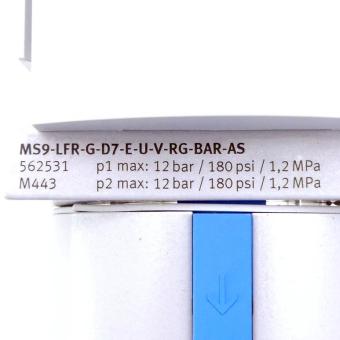 MS9-LFR-G-D7-E-U-V-RG-BAR-AS
562531 p1 max: 12 bar / 180 psi / 1,2 MPa
M443 p2 max: 12 bar / 180 psi / 1,2 MPa